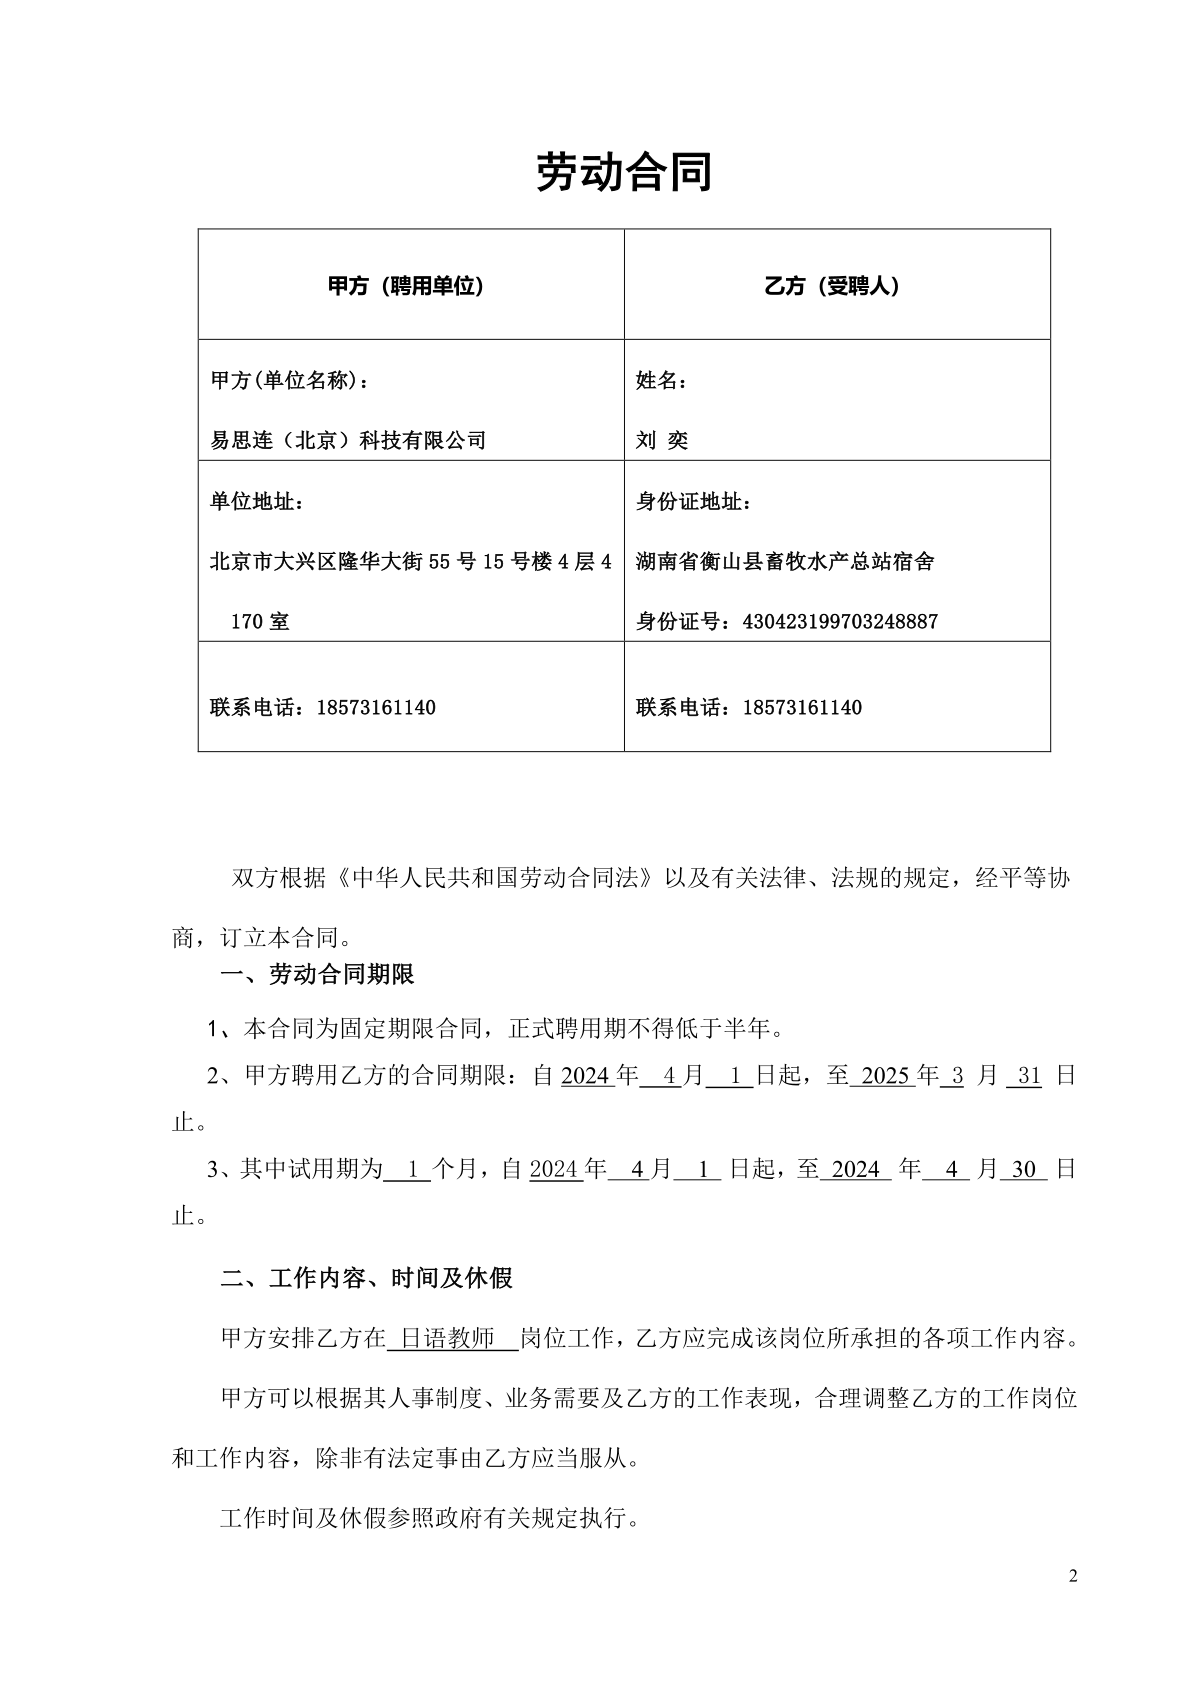 劳动合同
甲方（聘用单位）
乙方（受聘人）
甲方(单位名称)：
易思连（北京）科技有限公司
姓名：
刘 奕
单位地址：
北京市大兴区隆华大街 55 号 15 号楼 4 层 4
170 室
身份证地址：
湖南省衡山县畜牧水产总站宿舍
身份证号：430423199703248887
联系电话：18573161140
联系电话：18573161140
双方根据《中华人民共和国劳动合同法》以及有关法律、法规的规定，经平等协
商，订立本合同。
一、劳动合同期限
1、本合同为固定期限合同，正式聘用期不得低于半年。
2、甲方聘用乙方的合同期限：自 2024 年 4 月 1 日起，至 2025 年 3 月 31 日
止。
3、其中试用期为 1 个月，自 2024 年 4 月 1 日起，至 2024 年 4 月 30 日
止。
二、工作内容、时间及休假
甲方安排乙方在 日语教师 岗位工作，乙方应完成该岗位所承担的各项工作内容。
甲方可以根据其人事制度、业务需要及乙方的工作表现，合理调整乙方的工作岗位
和工作内容，除非有法定事由乙方应当服从。
工作时间及休假参照政府有关规定执行。
2